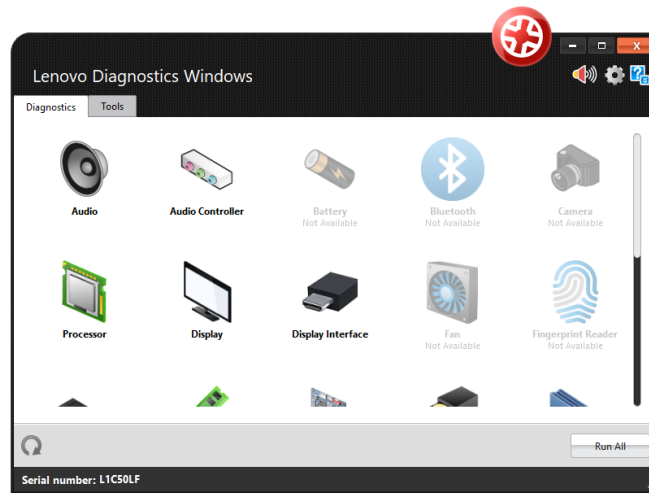 Lenovo Diagnostics Windows
Diagnostics Tools
Audio Audio Controller Battery Bluetooth Camera
Not Available Not Available Not Available
Processor Display Display Interface Fan Fingerprint Reader
Not Available Not Available
Run All
Serial number: L1C50LF